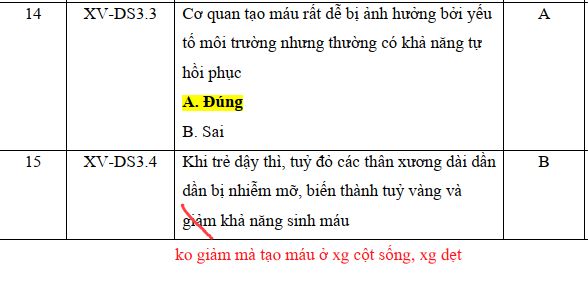 14 XV-DS3.3 Cơ quan tạo máu rất dễ bị ảnh hưởng bởi yếu A
tố môi trường nhưng thường có khả năng tự
hồi phục
A. Đúng
B. Sai
15 XV-DS3.4 Khi trẻ dậy thì, tuỷ đỏ các thân xương dài dần B
dần bị nhiễm mỡ, biến thành tuỷ vàng và
giảm khả năng sinh máu
ko giảm mà tạo máu ở xg cột sống, xg dẹt